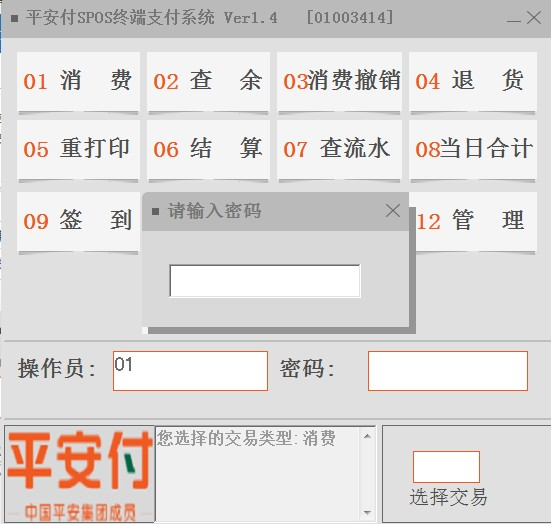 平安付SPOS终端支付系统 Ver1.4 [01003414]
01 消 费 02 查 余 03消费撤销 04 退 货
05 重打印 06 结 算 07 查流水 08当日合计
09 签 到 12 管 理
请输入密码
操作员: 01 密码:
您选择的交易类型: 消费
平安付
中国平安集团成员
选择交易